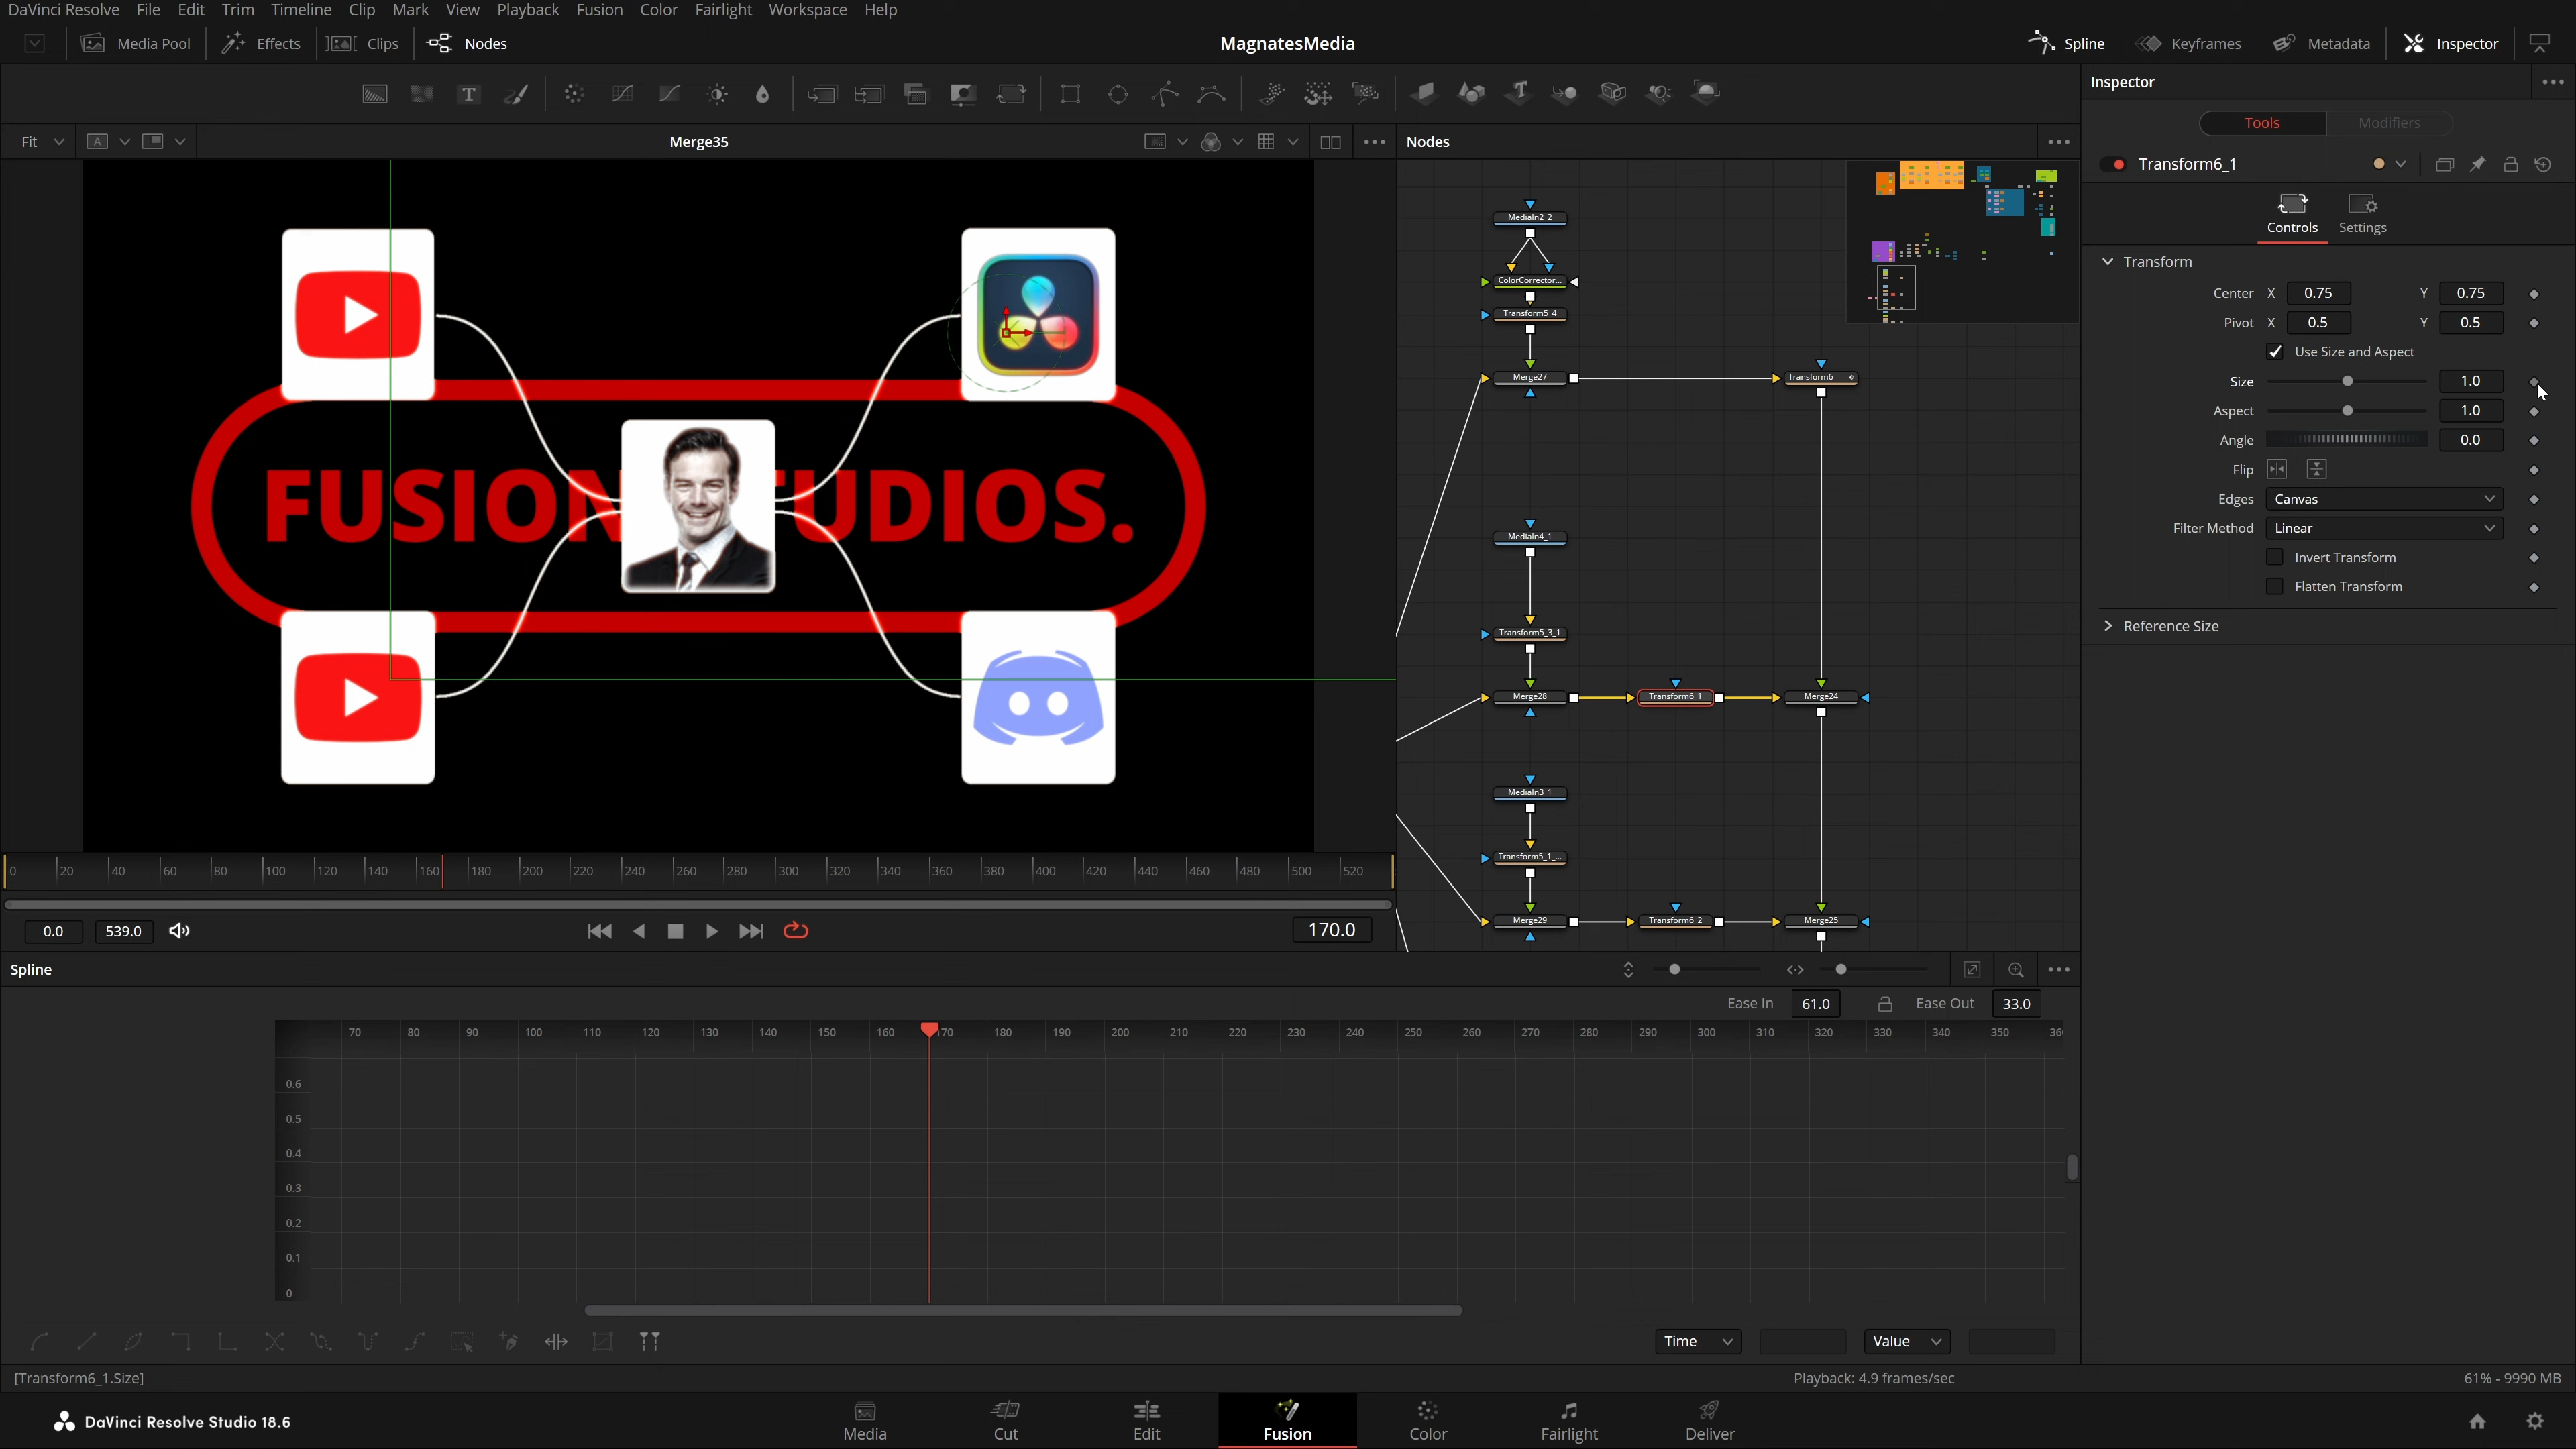 DaVinci Resolve File Edit Trim Timeline Clip Mark View Playback Fusion Color Fairlight Workspace Help
Media Pool Effects Clips Nodes MagnatesMedia Spline Keyframes Metadata Inspector
Inspector
T T
Tools Modifiers
Fit A Merge35 Nodes
Transform6_1
Controls Settings
Transform
Center X 0.75 Y 0.75
Pivot X 0.5 Y 0.5
Use Size and Aspect
Size 1.0
Aspect 1.0
Angle 0.0
Flip
Edges Canvas
Filter Method Linear
Invert Transform
Flatten Transform
Reference Size
MediaIn2_2
ColorCorrector...
Transform5_4
Merge27 Transform6
MediaIn4_1
Transform5_3_1
Merge28 Transform6_1 Merge24
MediaIn3_1
Transform5_1_...
Merge29 Transform6_2 Merge25
FUSION TUDIOS.
0 20 40 60 80 100 120 140 160 180 200 220 240 260 280 300 320 340 360 380 400 420 440 460 480 500 520
0.0 539.0 170.0
Spline
Ease In 61.0 Ease Out 33.0
70 80 90 100 110 120 130 140 150 160 170 180 190 200 210 220 230 240 250 260 270 280 290 300 310 320 330 340 350 36
0.6
0.5
0.4
0.3
0.2
0.1
0
Time Value
[Transform6_1.Size] Playback: 4.9 frames/sec 61% - 9990 MB
DaVinci Resolve Studio 18.6 Media Cut Edit Fusion Color Fairlight Deliver